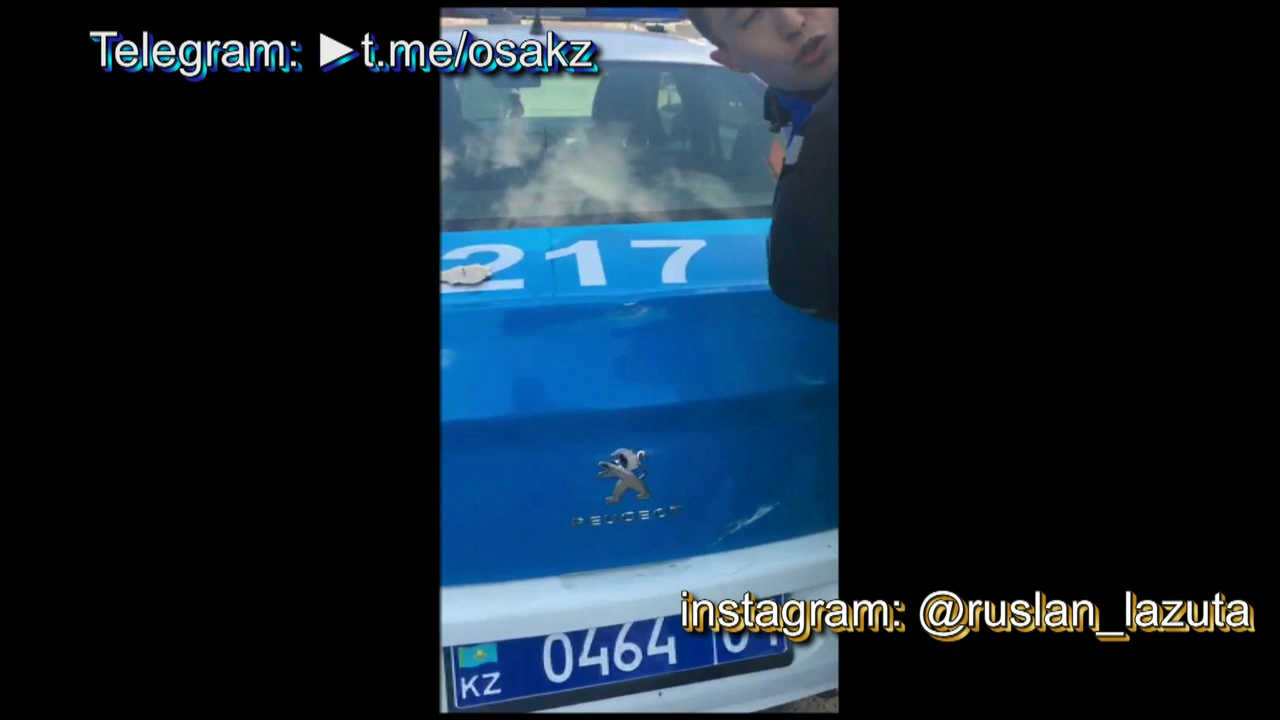 Telegram: ►t.me/osakz
217
PEUGEOT
instagram: @ruslan_lazuta
0464
KZ